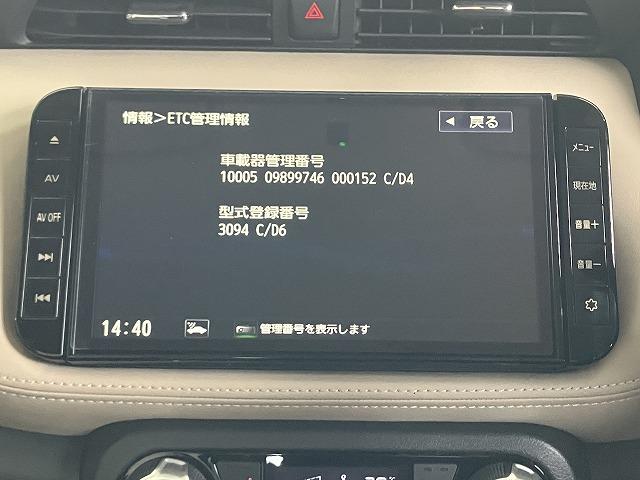 情報>ETC管理情報
◀ 戻る
車載器管理番号
10005 09899746 000152 C/D4
型式登録番号
3094 C/D6
14:40
管理番号を表示します
AV
AV OFF
メニュー
現在地
音量+
音量−